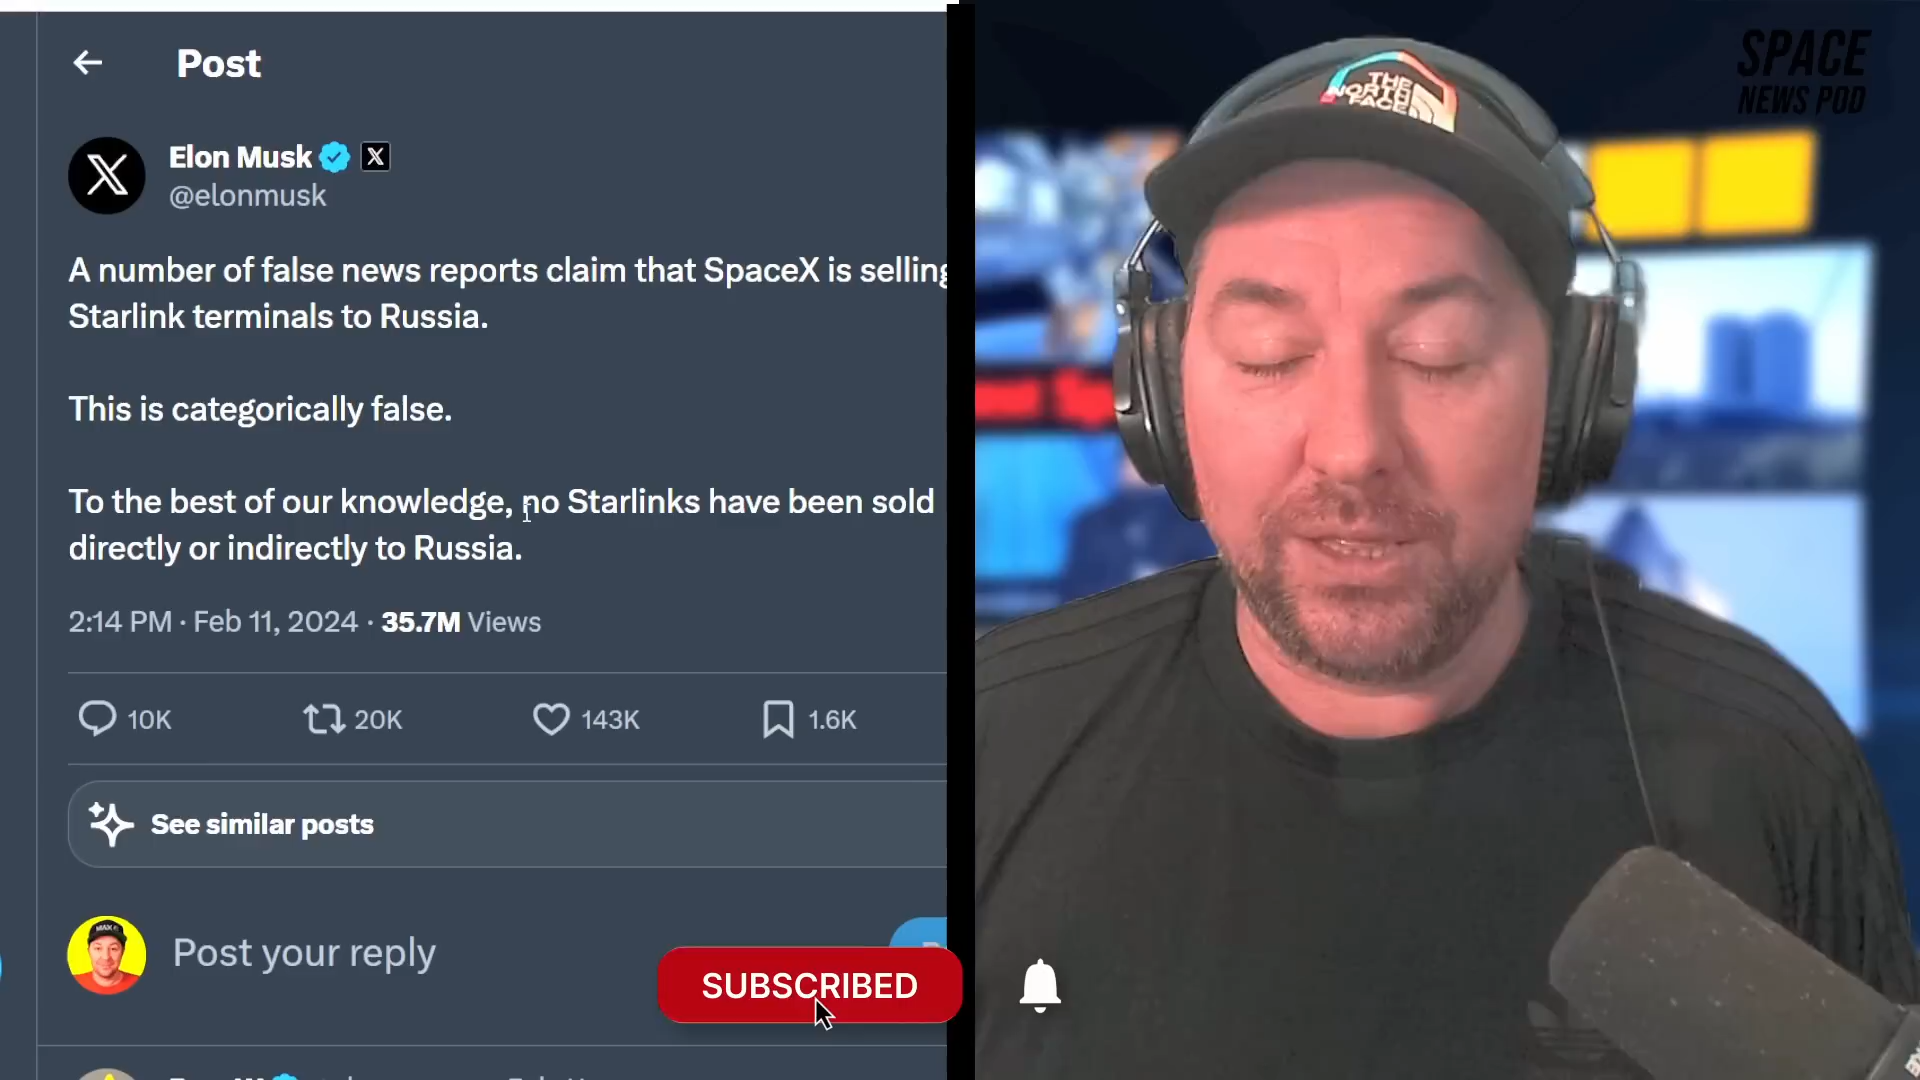 Post
Elon Musk X
@elonmusk
A number of false news reports claim that SpaceX is selling
Starlink terminals to Russia.
This is categorically false.
To the best of our knowledge, no Starlinks have been sold
directly or indirectly to Russia.
2:14 PM · Feb 11, 2024 · 35.7M Views
10K 20K 143K 1.6K
See similar posts
Post your reply
SUBSCRIBED
SPACE
NEWS POD
THE
NORTH
FACE